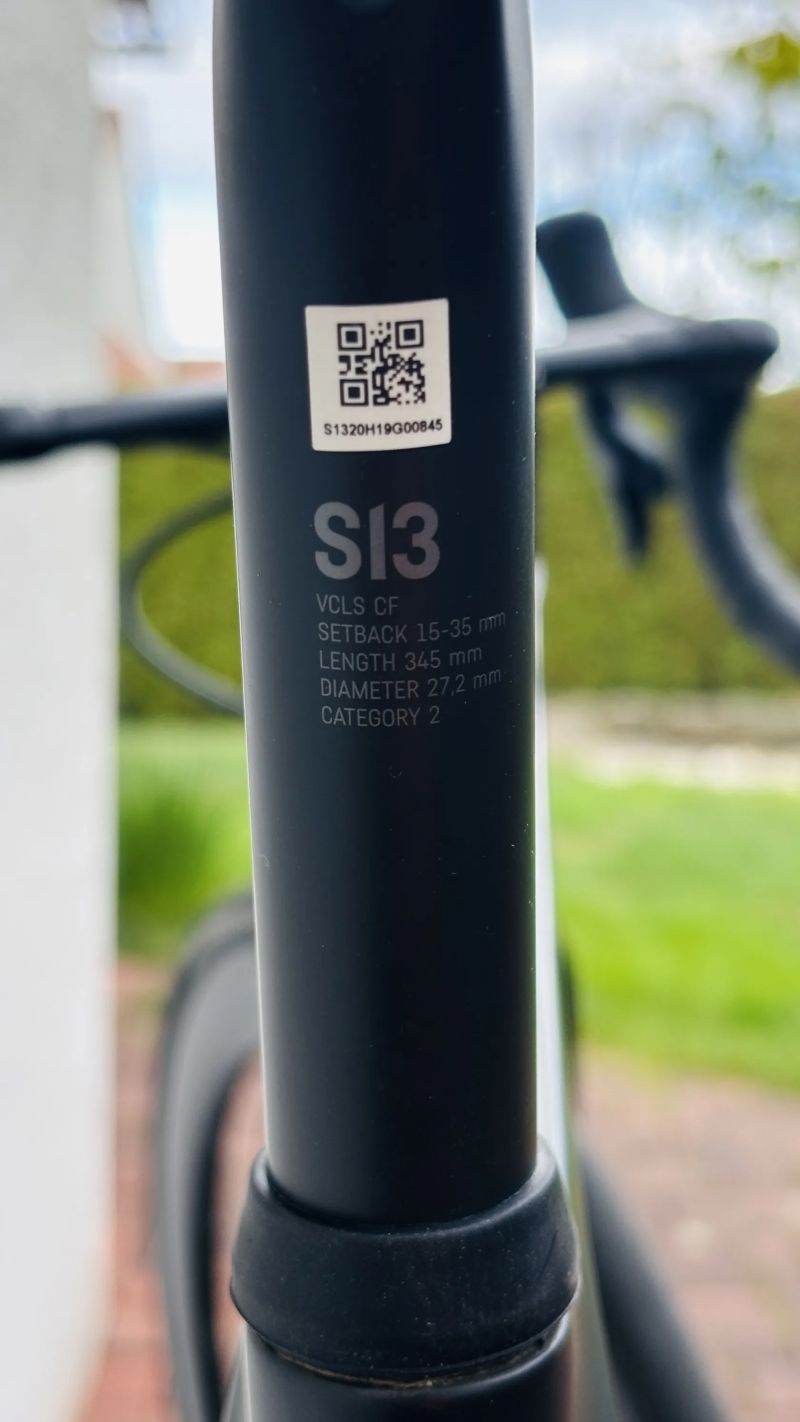 S1320H19G00845
S13
VCLS CF
SETBACK 15-35 mm
LENGTH 345 mm
DIAMETER 27,2 mm
CATEGORY 2